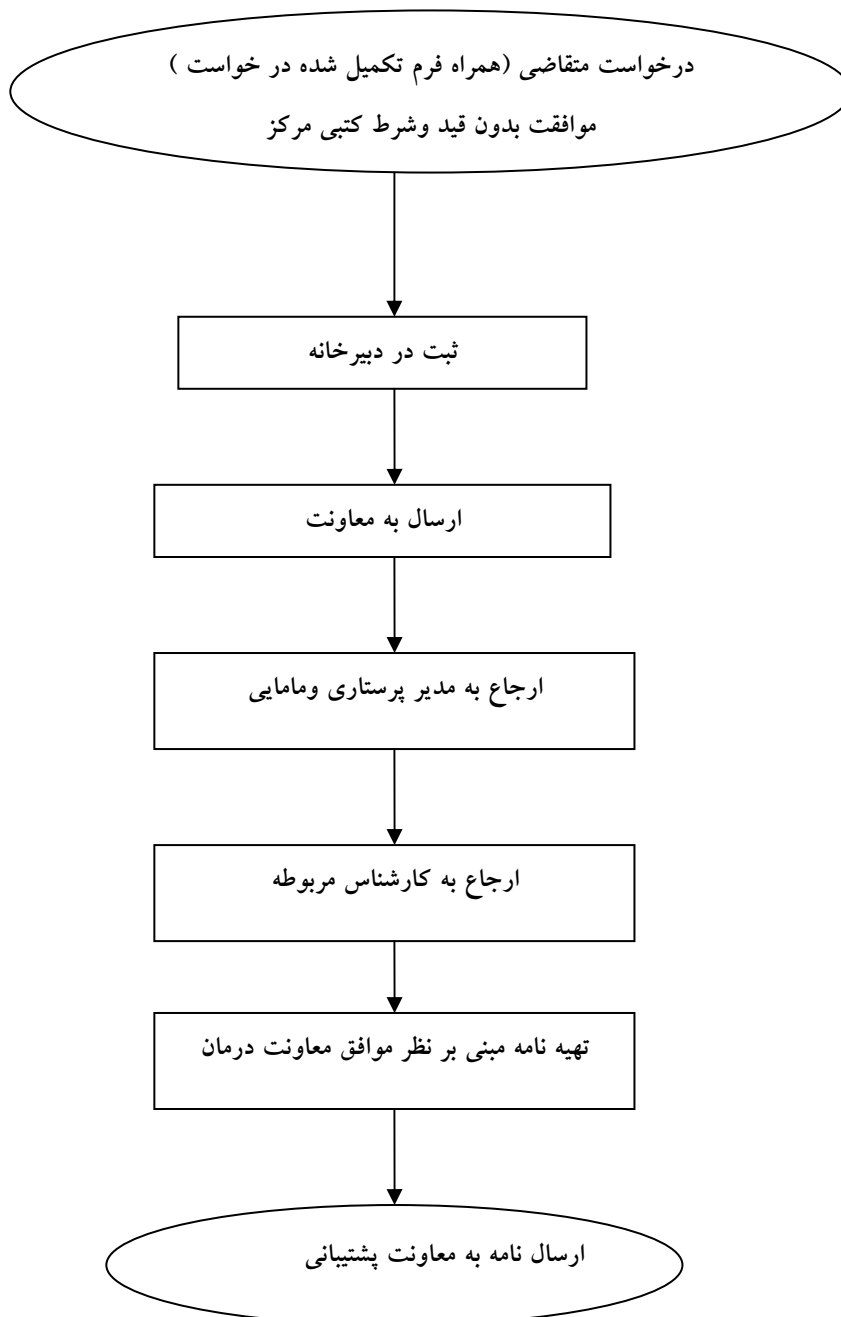 درخواست متقاضی (همراه فرم تکمیل شده در خواست )
موافقت بدون قید وشرط کتبی مرکز
ثبت در دبیرخانه
ارسال به معاونت
ارجاع به مدیر پرستاری ومامایی
ارجاع به کارشناس مربوطه
تهیه نامه مبنی بر نظر موافق معاونت درمان
ارسال نامه به معاونت پشتیبانی